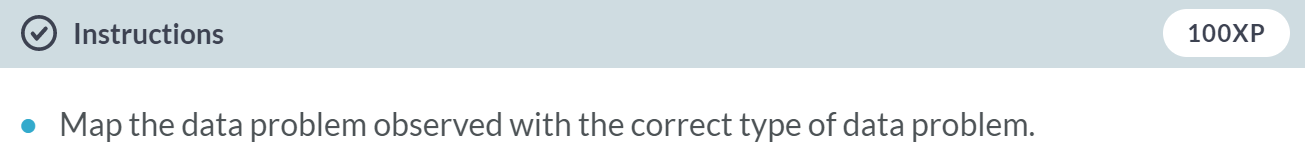 Instructions
100XP
Map the data problem observed with the correct type of data problem.